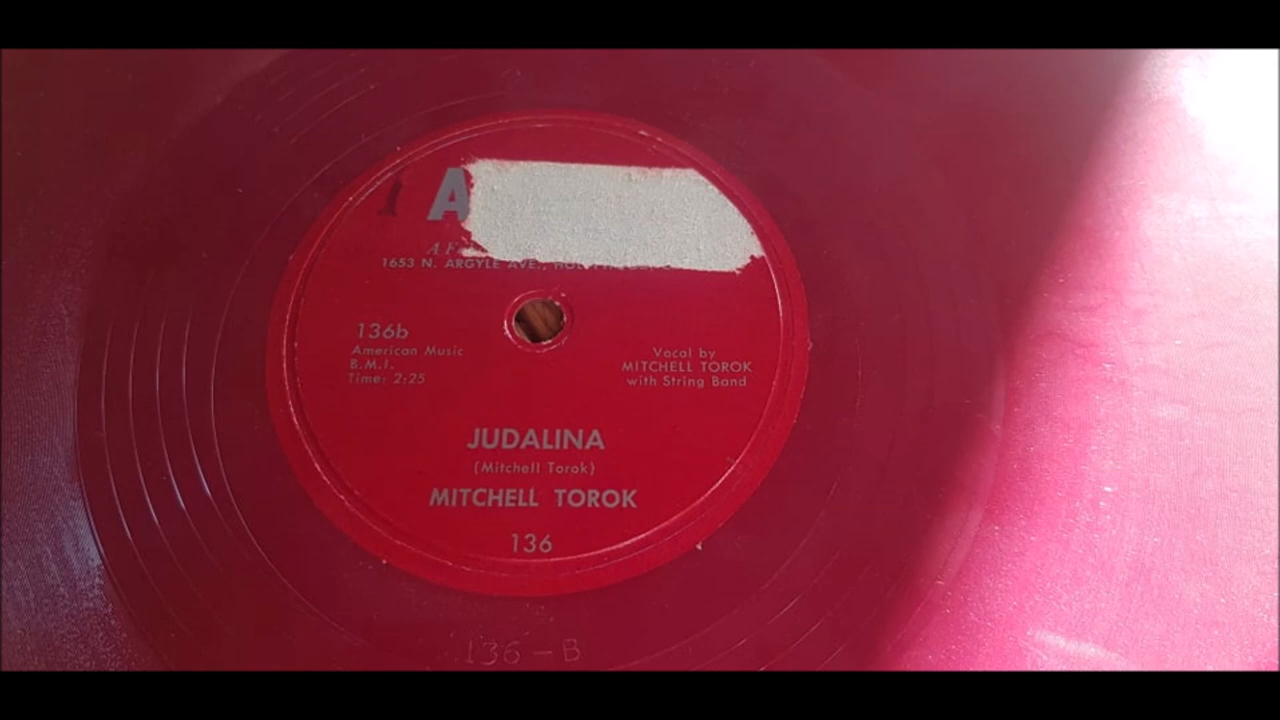 A
A F
1653 N. ARGYLE AVE.,
136b
American Music
B.M.I.
Time: 2:25
Vocal by
MITCHELL TOROK
with String Band
JUDALINA
(Mitchell Torok)
MITCHELL TOROK
136
136-B